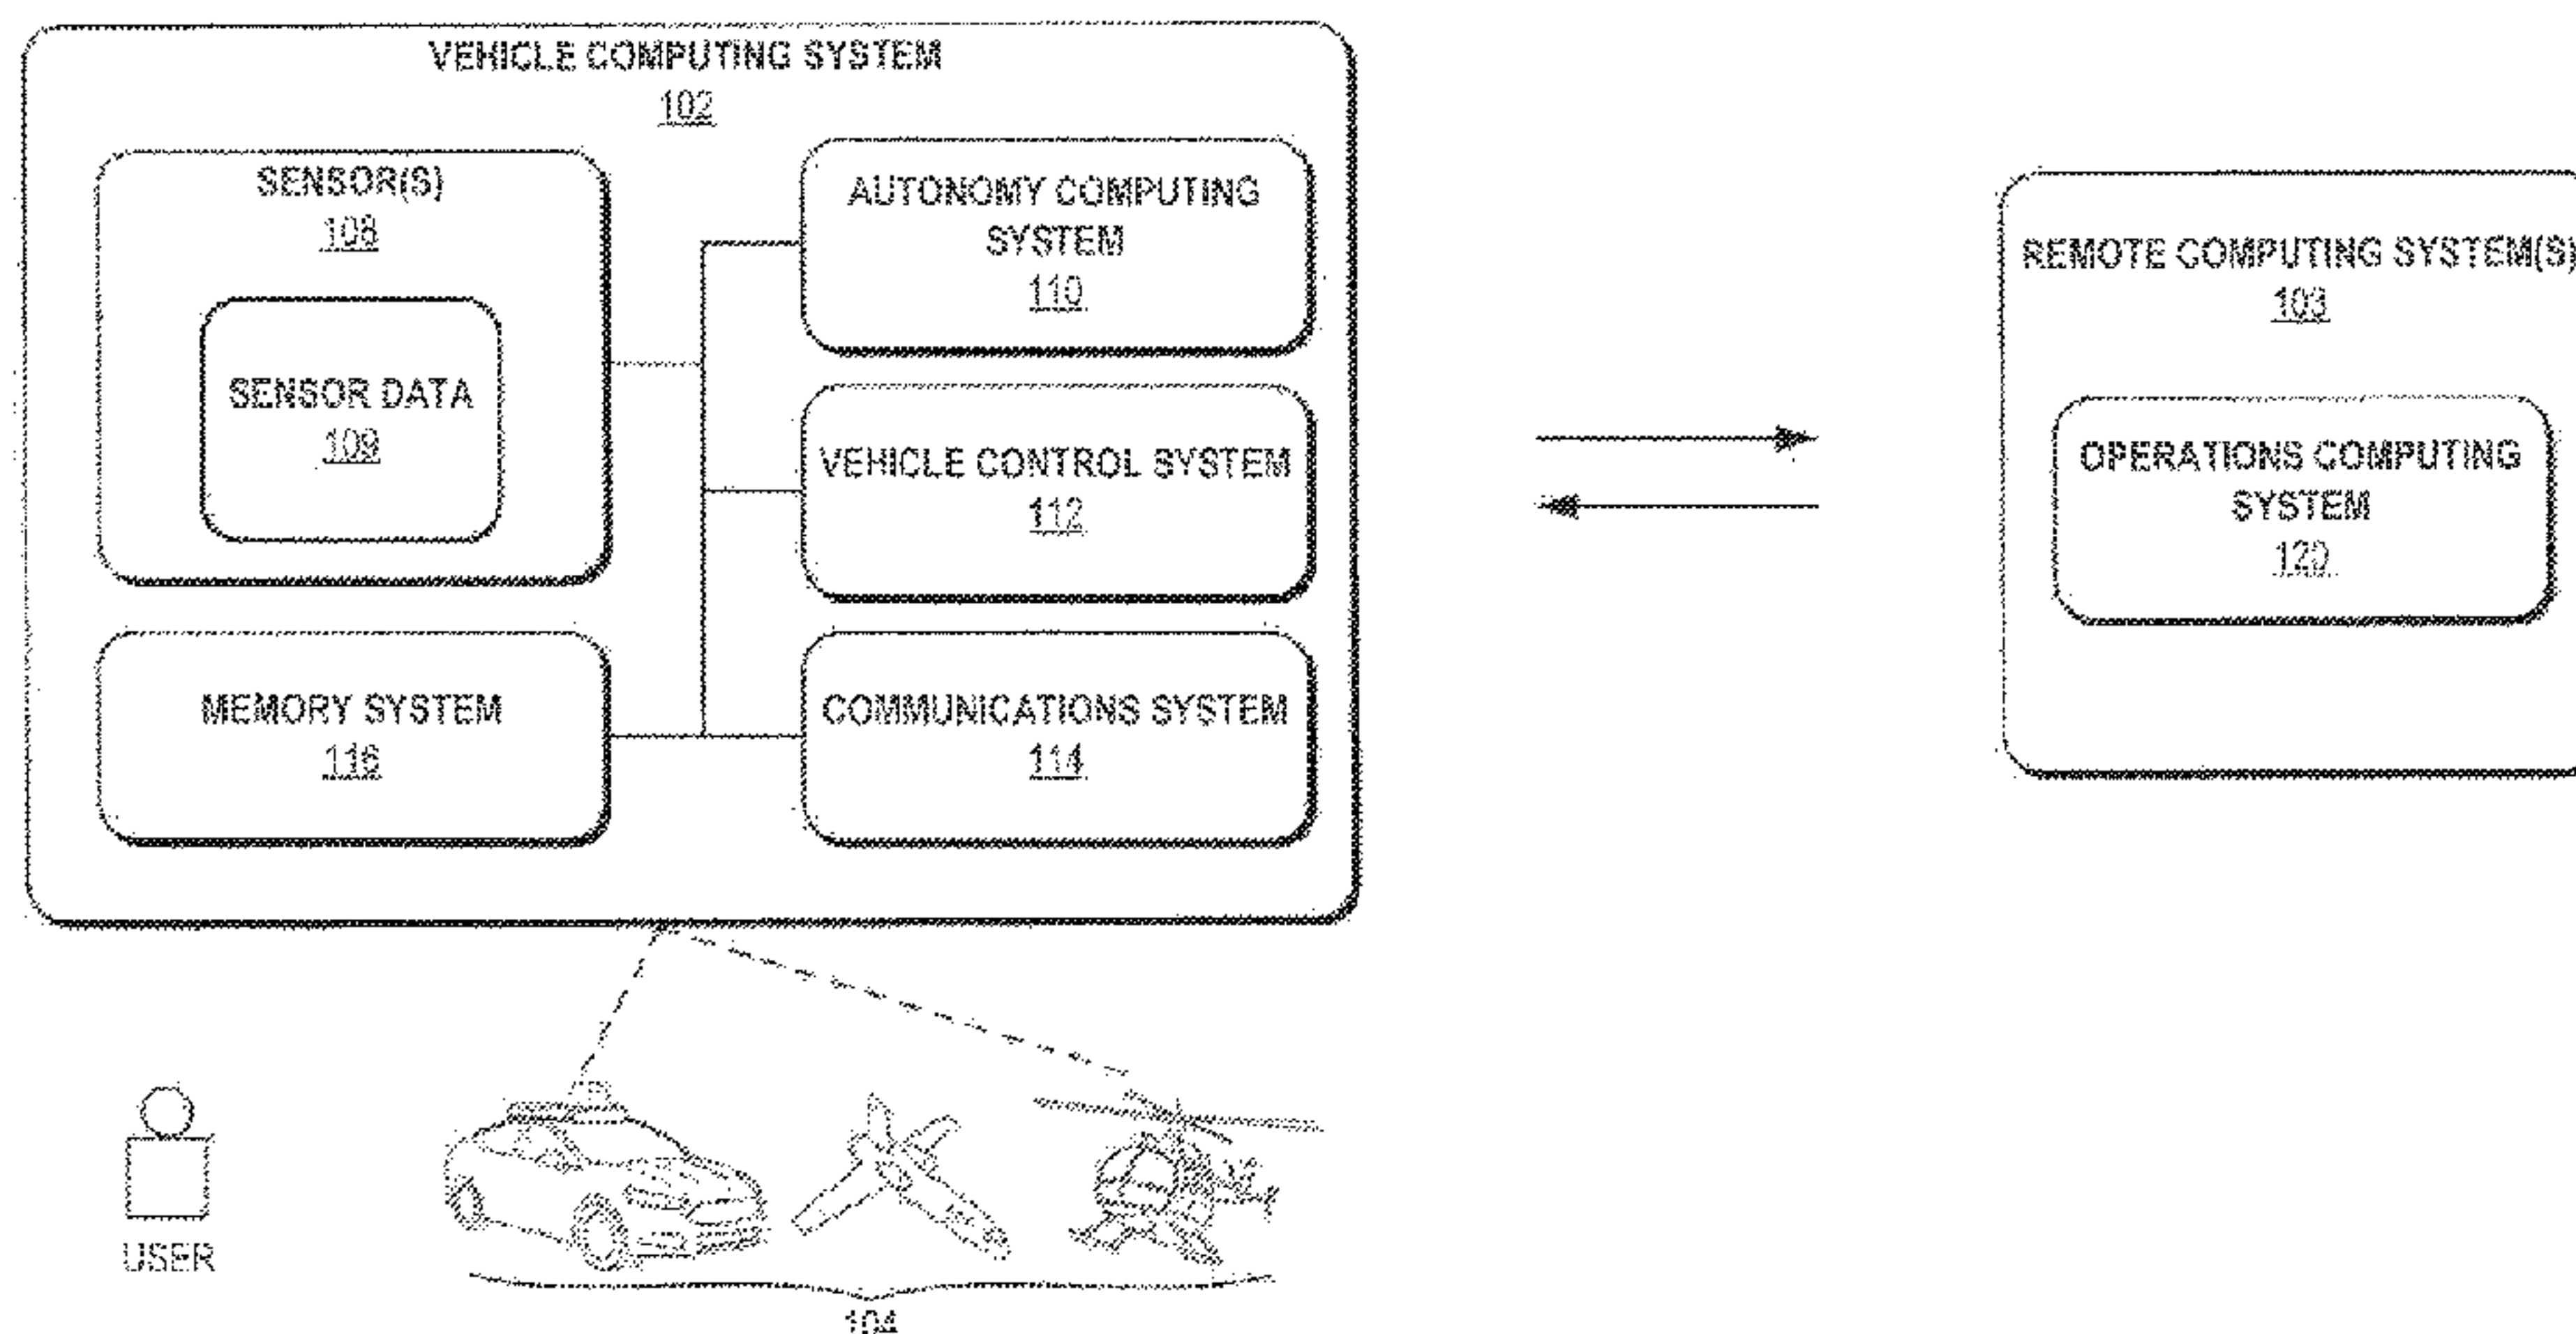 VEHICLE COMPUTING SYSTEM
102
SENSOR(S)
108
SENSOR DATA
109
MEMORY SYSTEM
116
AUTONOMY COMPUTING
SYSTEM
110
VEHICLE CONTROL SYSTEM
112
COMMUNICATIONS SYSTEM
114
REMOTE COMPUTING SYSTEM(S)
103
OPERATIONS COMPUTING
SYSTEM
120
USER
104